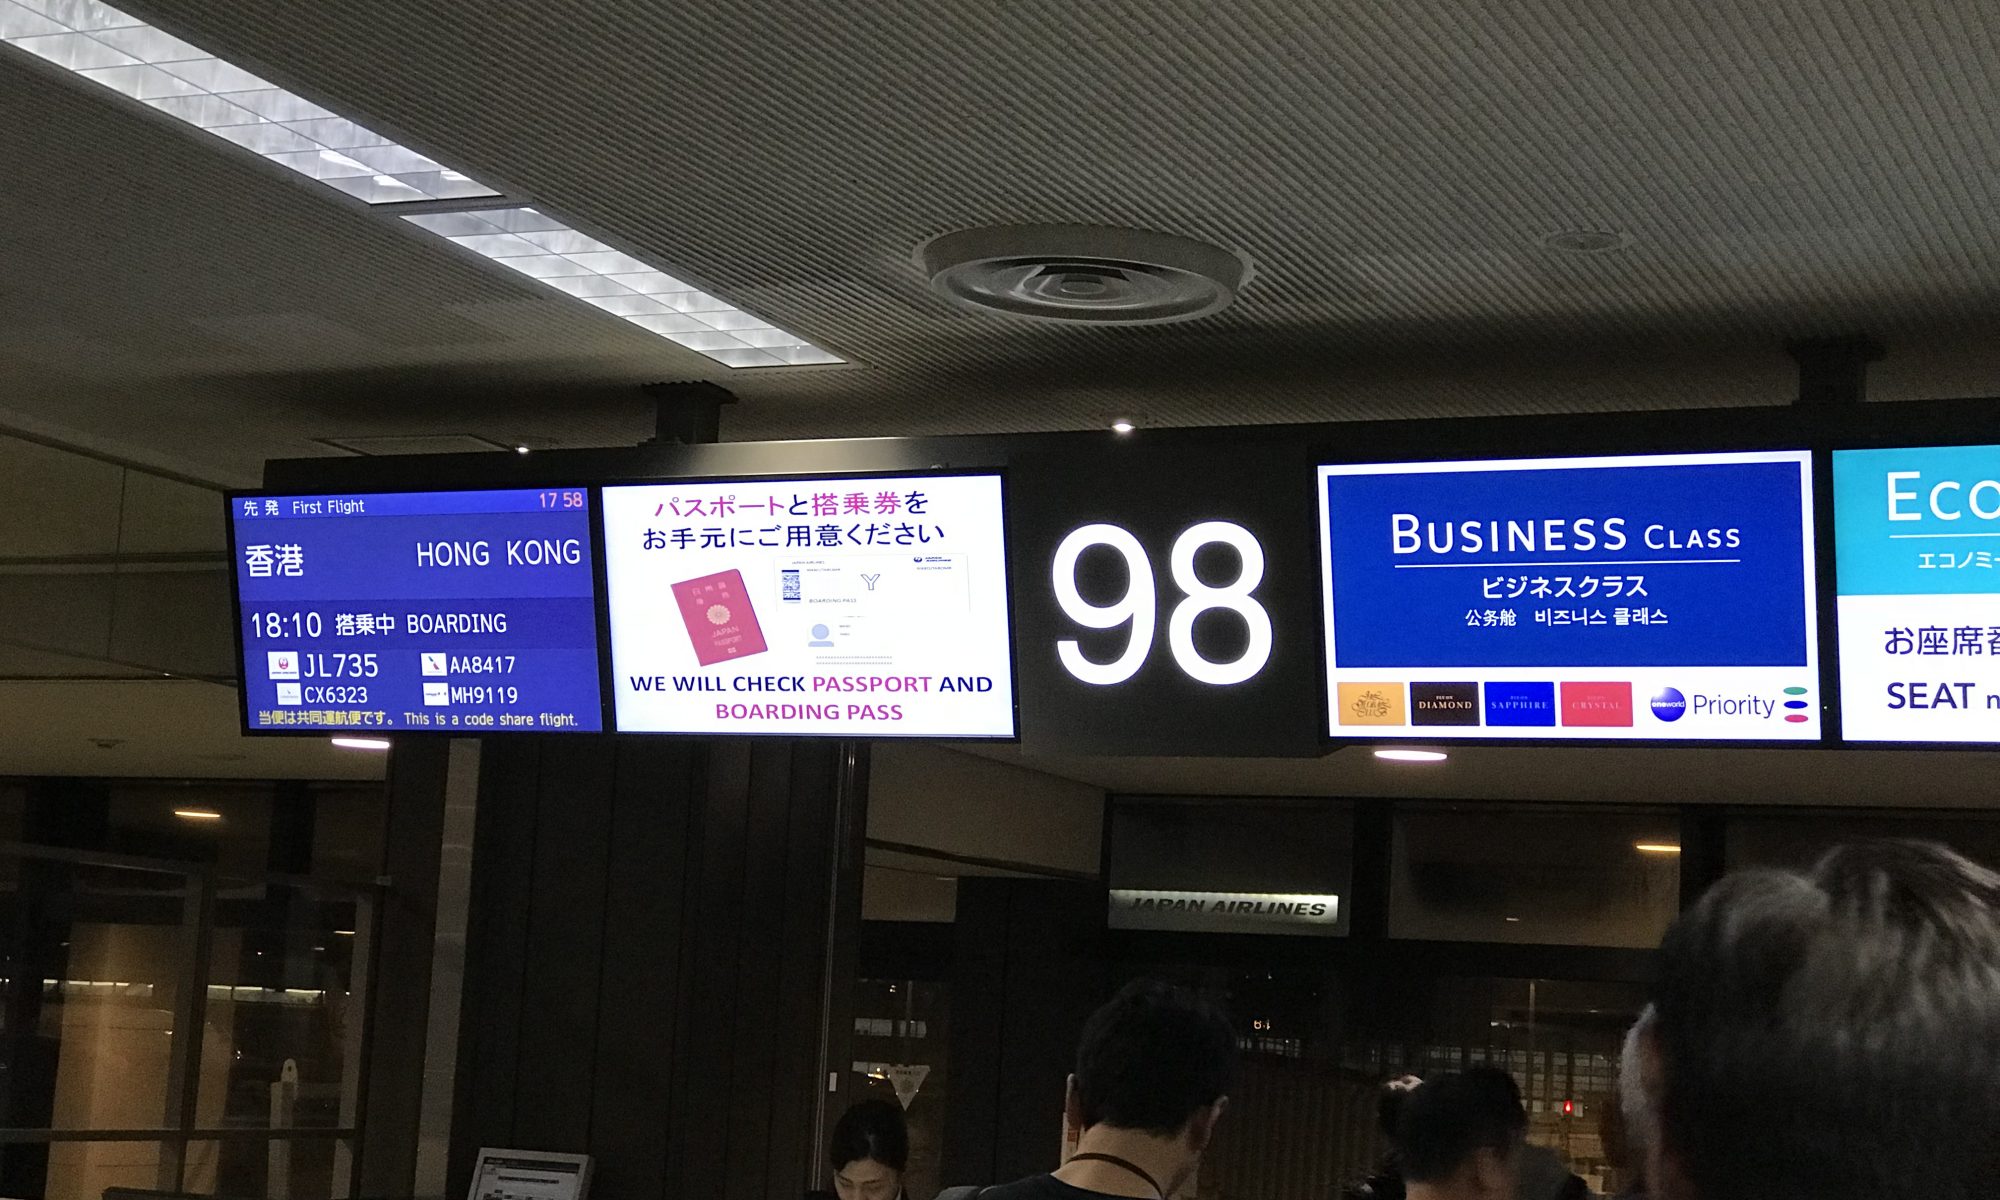 先 発 First Flight 17 58
香港 HONG KONG
18:10 搭乗中 BOARDING
JL735 AA8417
CX6323 MH9119
当便は共同運航便です。 This is a code share flight.
パスポートと搭乗券を
お手元にご用意ください
JAPAN
PASSPORT
BOARDING PASS
Y
WE WILL CHECK PASSPORT AND
BOARDING PASS
98
BUSINESS CLASS
ビジネスクラス
公务舱 비즈니스 클래스
DIAMOND
SAPPHIRE
CRYSTAL
oneworld Priority
ECO
エコノミー
お座席番
SEAT n
JAPAN AIRLINES
64